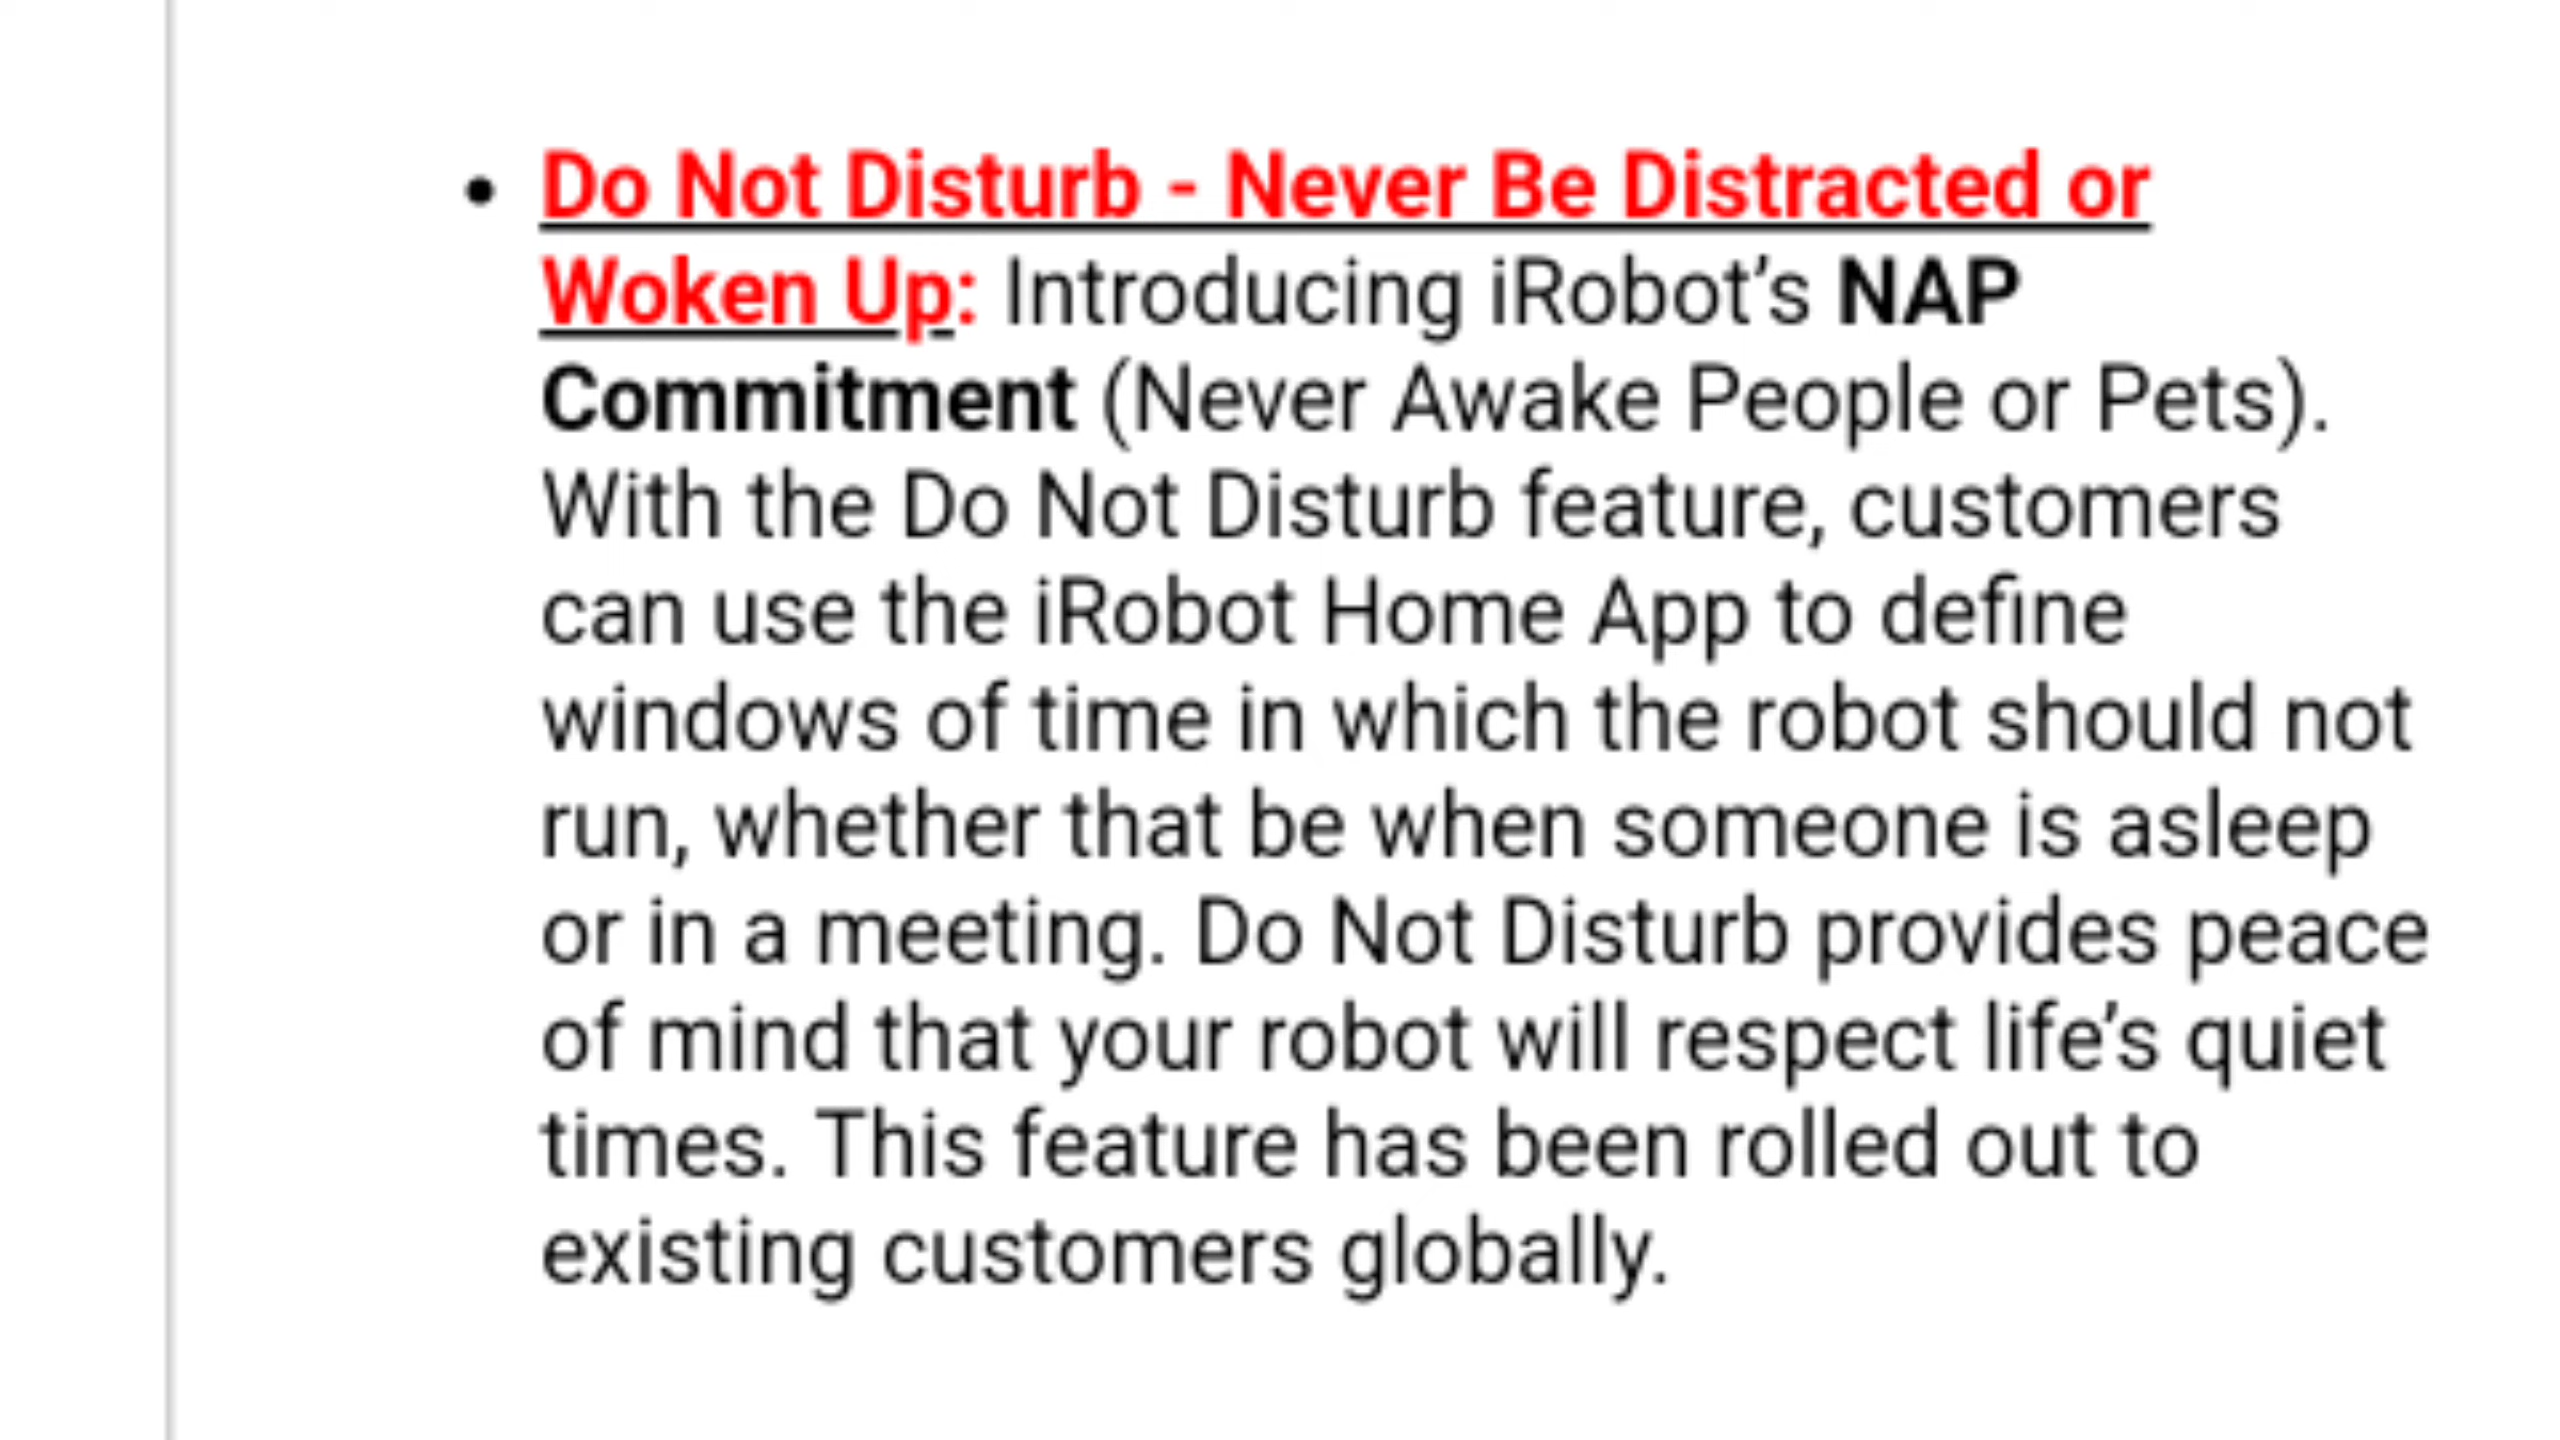 • Do Not Disturb - Never Be Distracted or
Woken Up: Introducing iRobot’s NAP
Commitment (Never Awake People or Pets).
With the Do Not Disturb feature, customers
can use the iRobot Home App to define
windows of time in which the robot should not
run, whether that be when someone is asleep
or in a meeting. Do Not Disturb provides peace
of mind that your robot will respect life’s quiet
times. This feature has been rolled out to
existing customers globally.